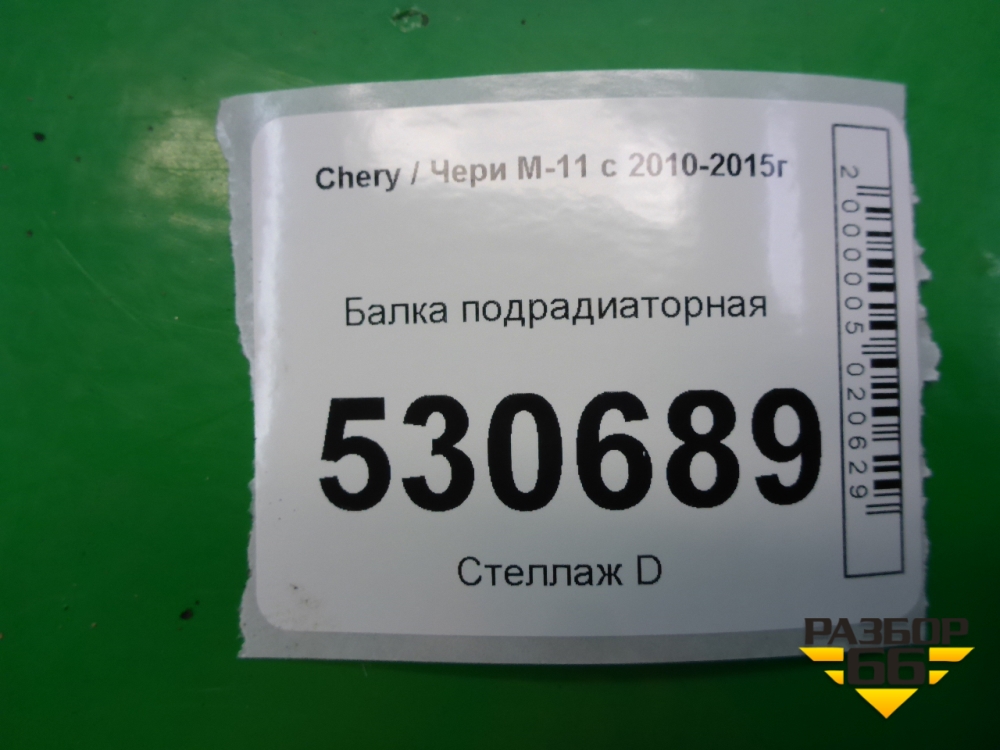 Chery / Чери М-11 с 2010-2015г
Балка подрадиаторная
530689
Стеллаж D
2000005020629
РАЗБОР
66